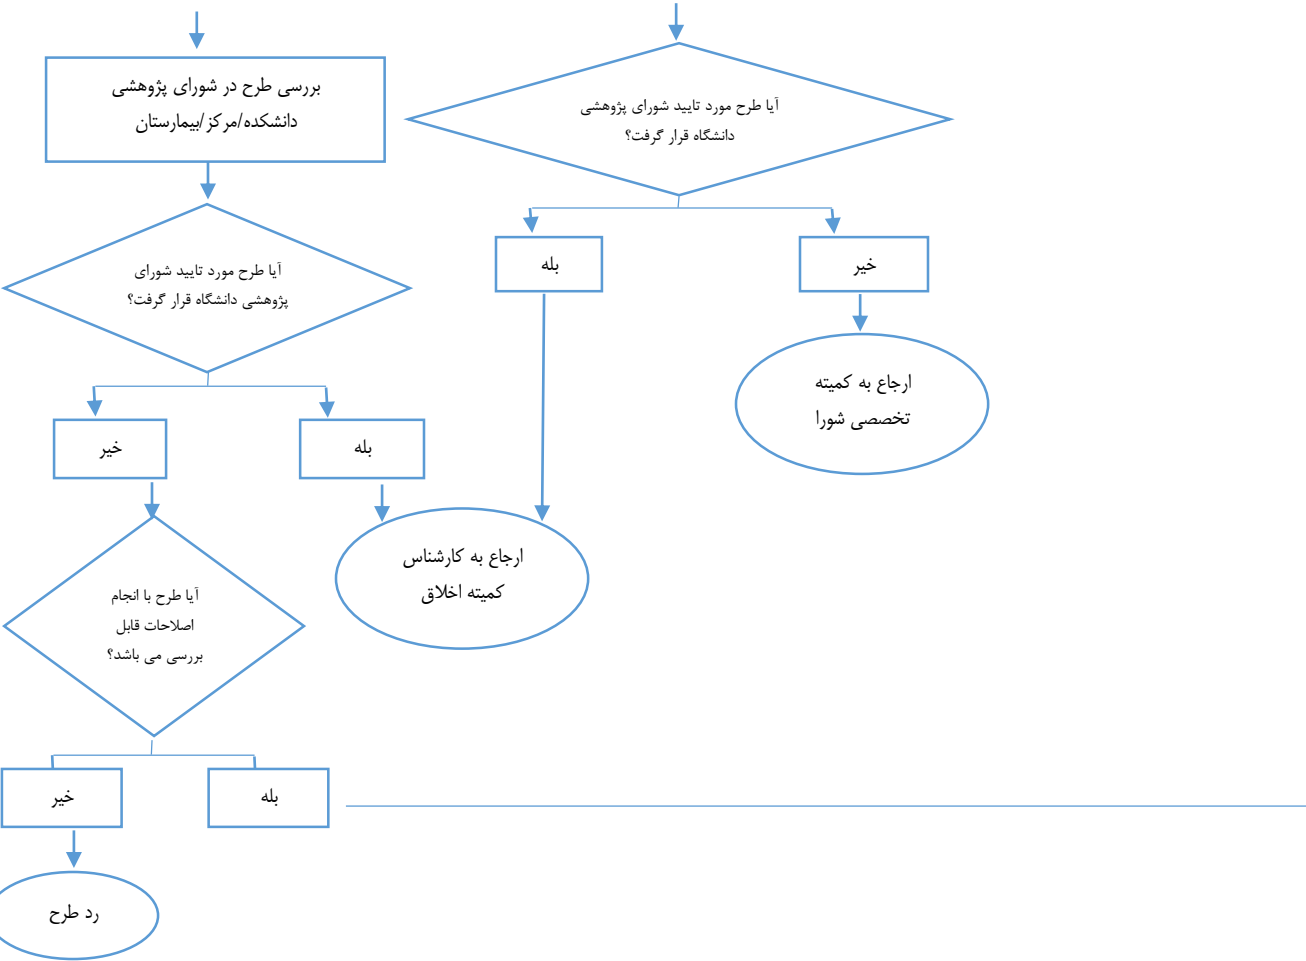 بررسی طرح در شورای پژوهشی
دانشکده/مرکز/بیمارستان
آیا طرح مورد تایید شورای پژوهشی
دانشگاه قرار گرفت؟
آیا طرح مورد تایید شورای
پژوهشی دانشگاه قرار گرفت؟
بله
خیر
ارجاع به کمیته
تخصصی شورا
خیر
بله
ارجاع به کارشناس
کمیته اخلاق
آیا طرح با انجام
اصلاحات قابل
بررسی می باشد؟
خیر
بله
رد طرح